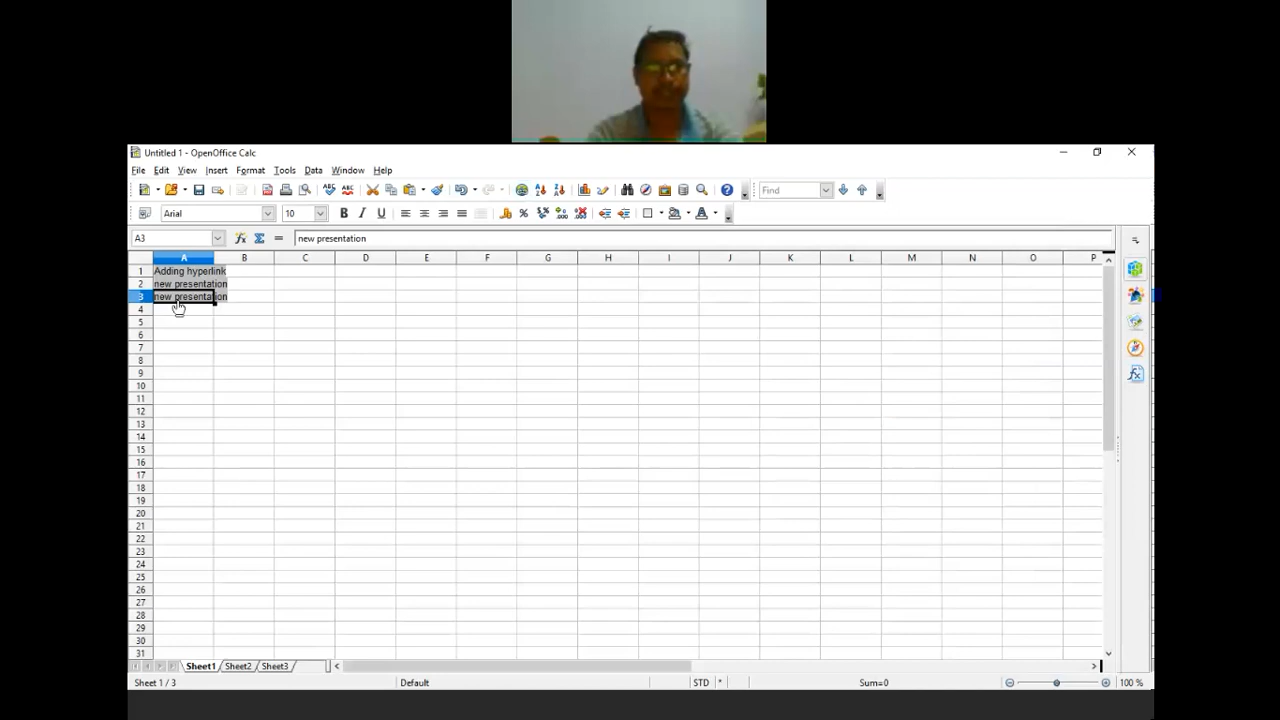 Untitled 1 - OpenOffice Calc
File Edit View Insert Format Tools Data Window Help
Find
Arial 10
A3 new presentation
A B C D E F G H I J K L M N O P
1 Adding hyperlink
2 new presentation
3 new presentation
4
5
6
7
8
9
10
11
12
13
14
15
16
17
18
19
20
21
22
23
24
25
26
27
28
29
30
31
Sheet1 Sheet2 Sheet3
Sheet 1 / 3 Default STD * Sum=0 100 %